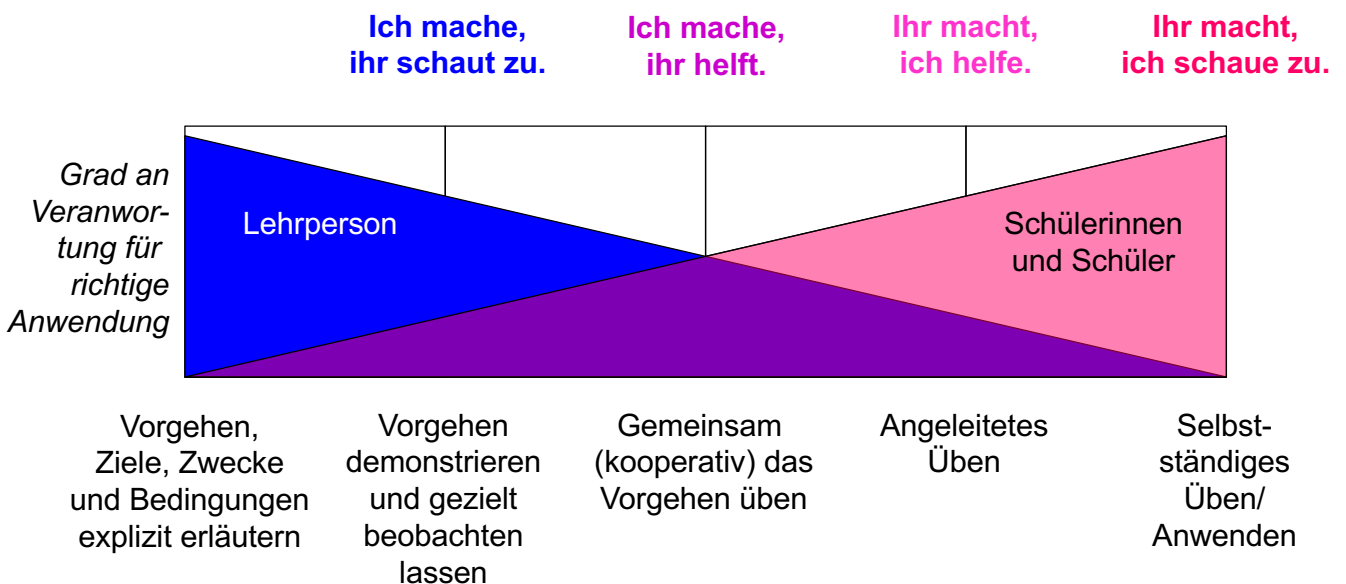 Ich mache,
ihr schaut zu.
Ich mache,
ihr helft.
Ihr macht,
ich helfe.
Ihr macht,
ich schaue zu.
Grad an
Veranwor-
tung für
richtige
Anwendung
Lehrperson
Schülerinnen
und Schüler
Vorgehen,
Ziele, Zwecke
und Bedingungen
explizit erläutern
Vorgehen
demonstrieren
und gezielt
beobachten
lassen
Gemeinsam
(kooperativ) das
Vorgehen üben
Angeleitetes
Üben
Selbst-
ständiges
Üben/
Anwenden